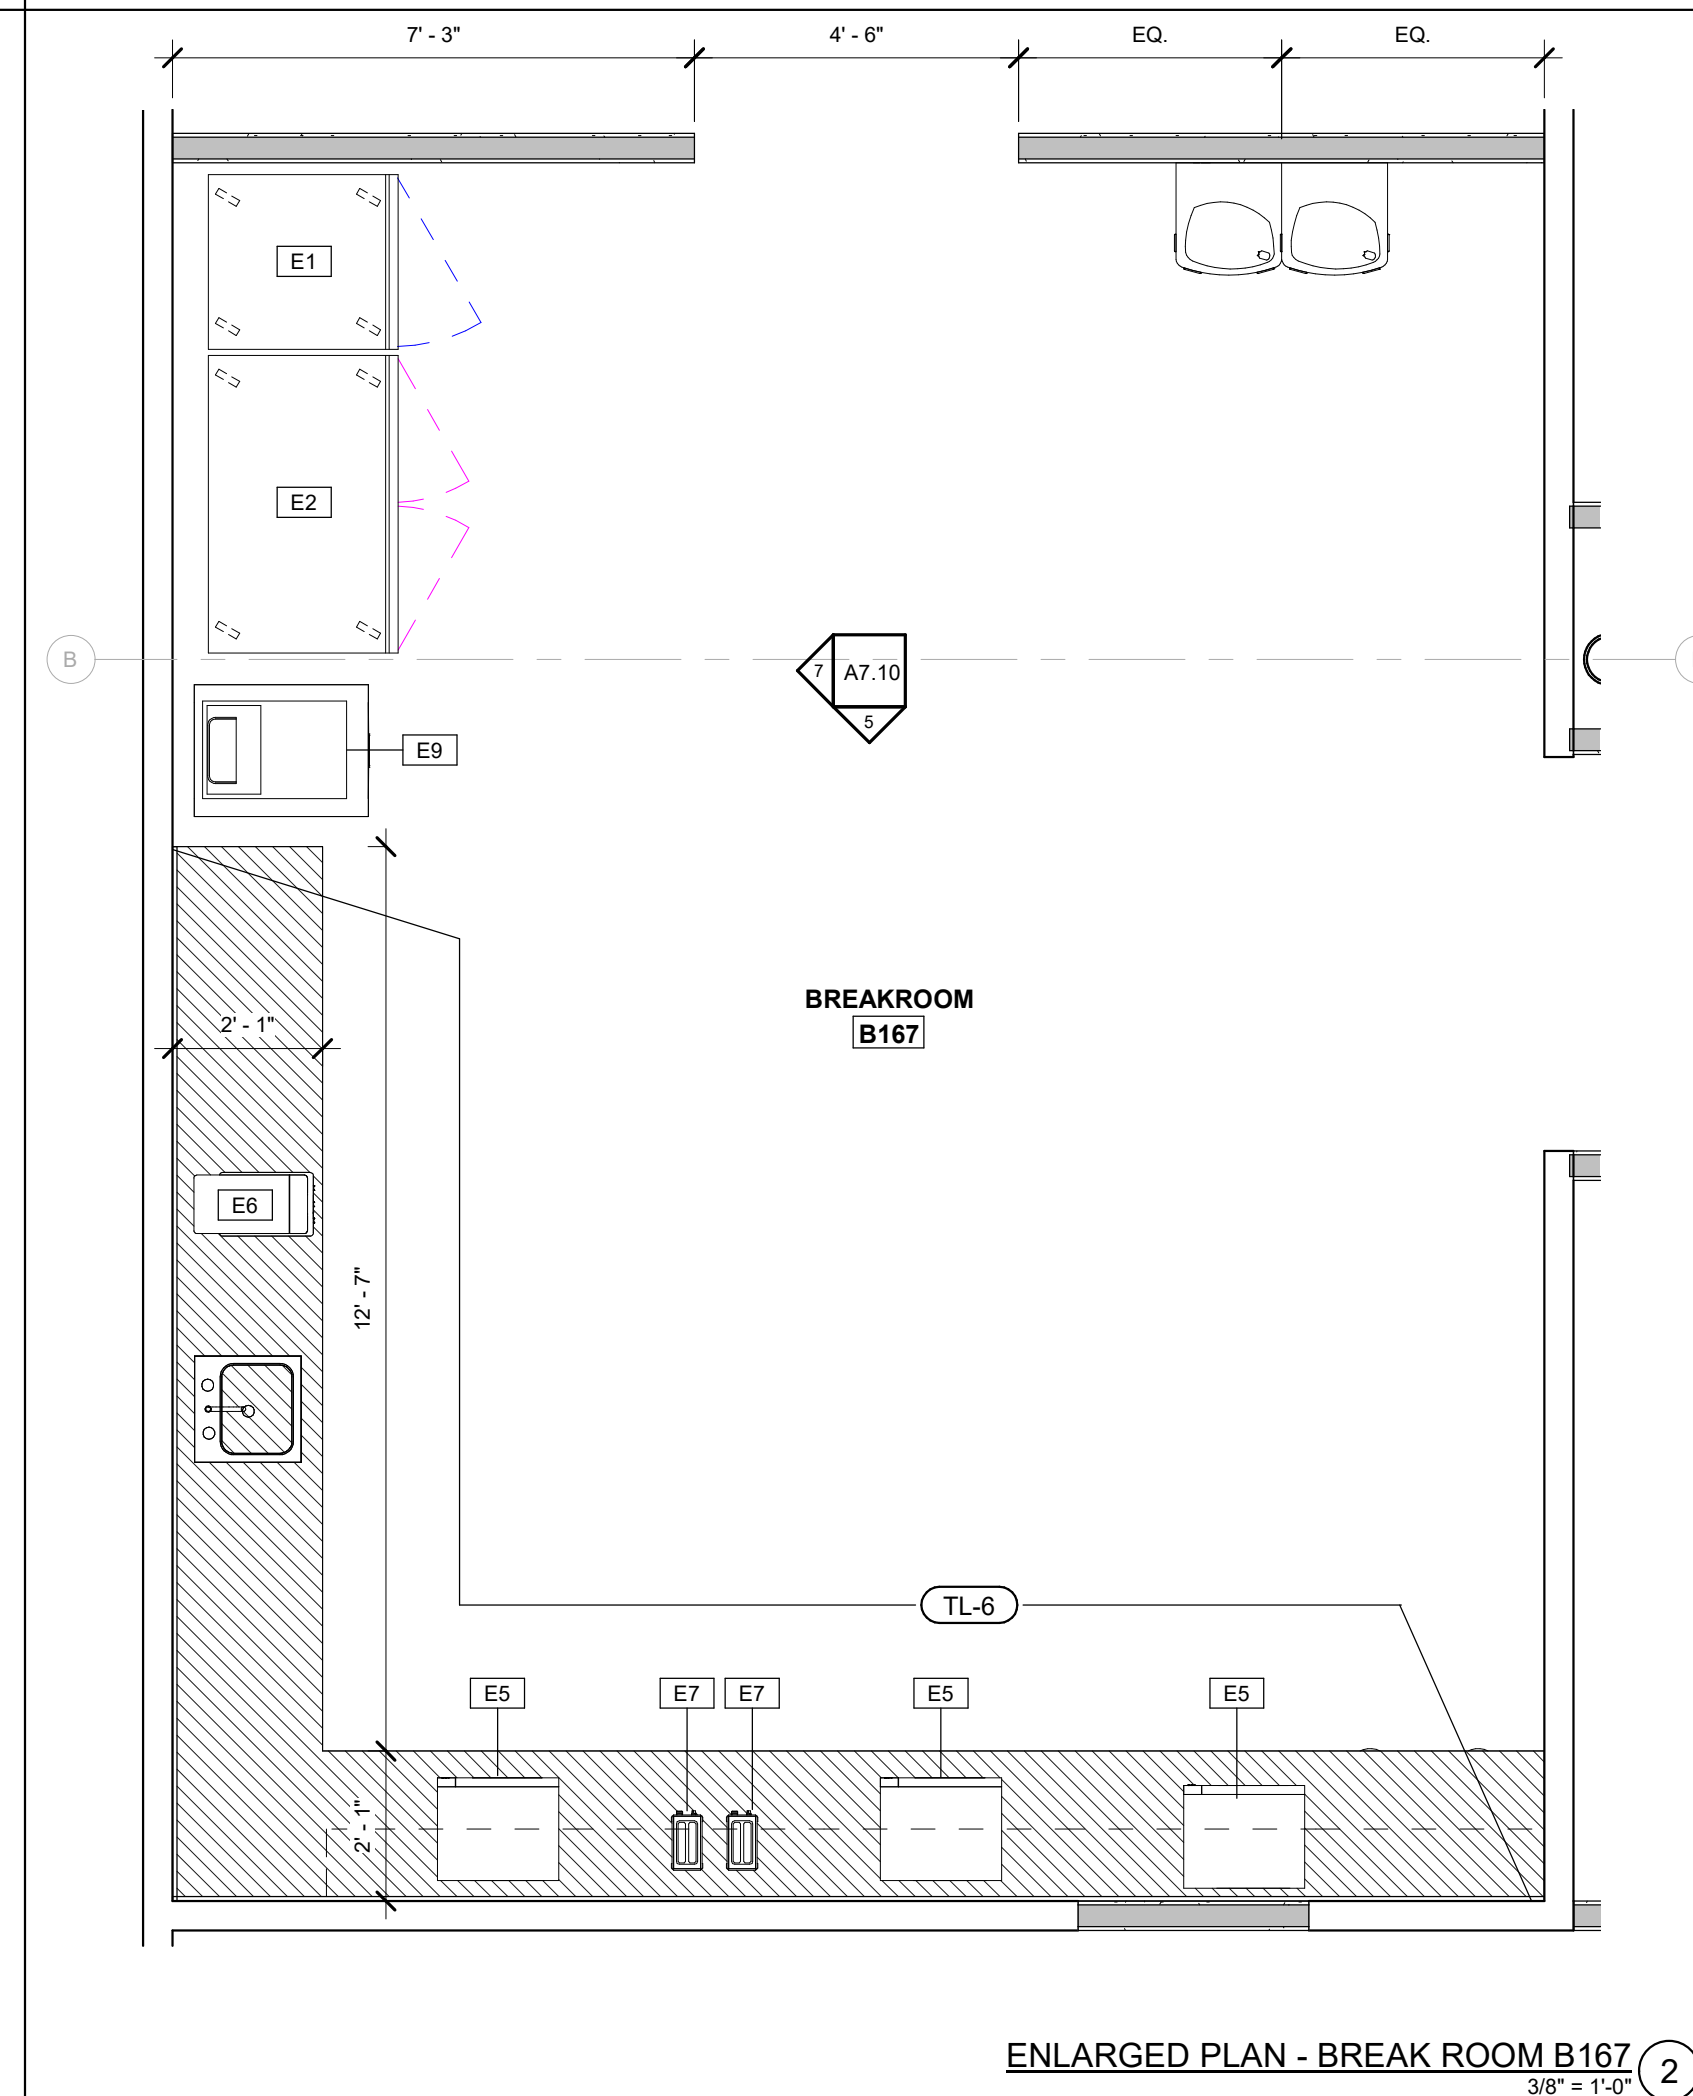 7' - 3" 4' - 6" EQ. EQ.
E1
E2
B
7 A7.10
5
E9
BREAKROOM
B167
2' - 1"
E6
12' - 7"
TL-6
E5 E7 E7 E5 E5
2' - 1"
ENLARGED PLAN - BREAK ROOM B167 2
3/8" = 1'-0"